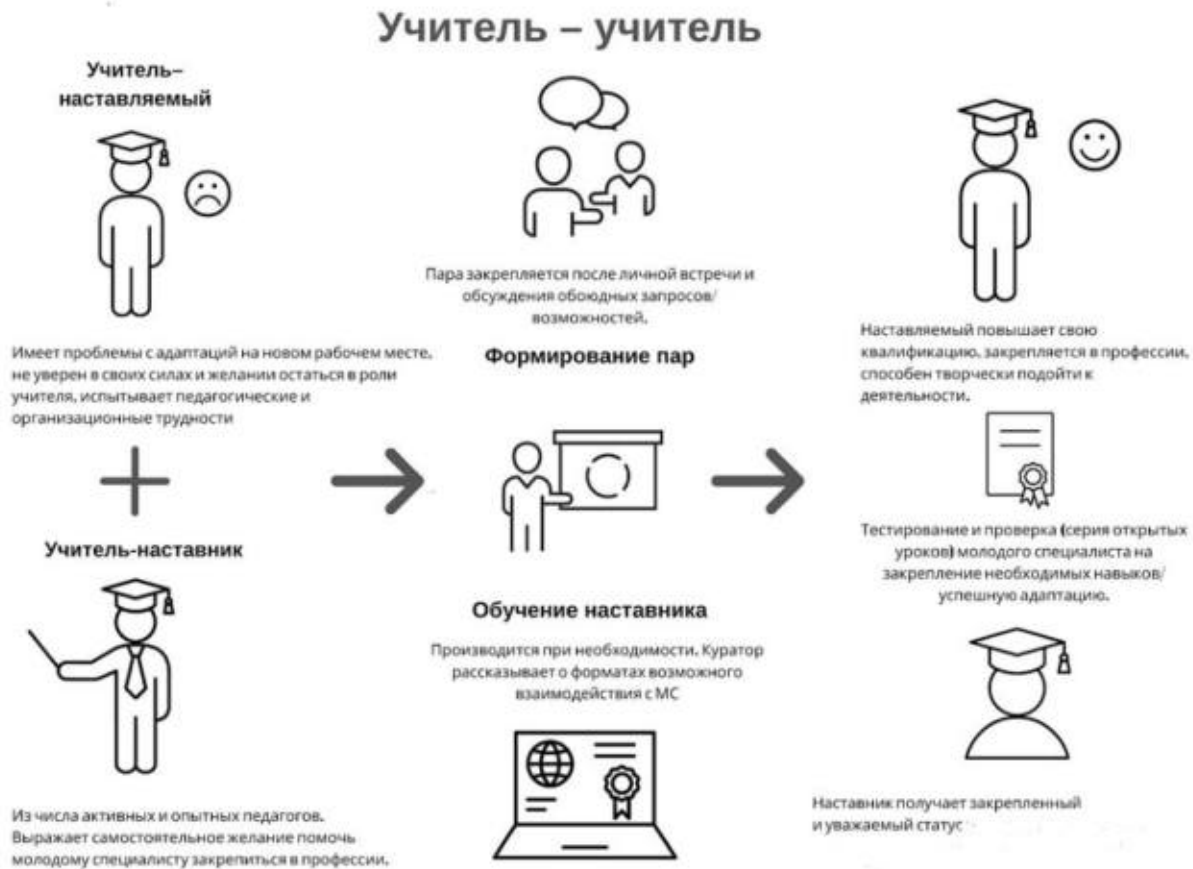 Учитель – учитель
Учитель–
наставляемый
Имеет проблемы с адаптаций на новом рабочем месте,
не уверен в своих силах и желании остаться в роли
учителя, испытывает педагогические и
организационные трудности
Учитель-наставник
Из числа активных и опытных педагогов.
Выражает самостоятельное желание помочь
молодому специалисту закрепиться в профессии.
Пара закрепляется после личной встречи и
обсуждения обоюдных запросов/
возможностей.
Формирование пар
Обучение наставника
Производится при необходимости. Куратор
рассказывает о форматах возможного
взаимодействия с МС
Наставляемый повышает свою
квалификацию, закрепляется в профессии,
способен творчески подойти к
деятельности.
Тестирование и проверка (серия открытых
уроков) молодого специалиста на
закрепление необходимых навыков/
успешную адаптацию.
Наставник получает закрепленный
и уважаемый статус